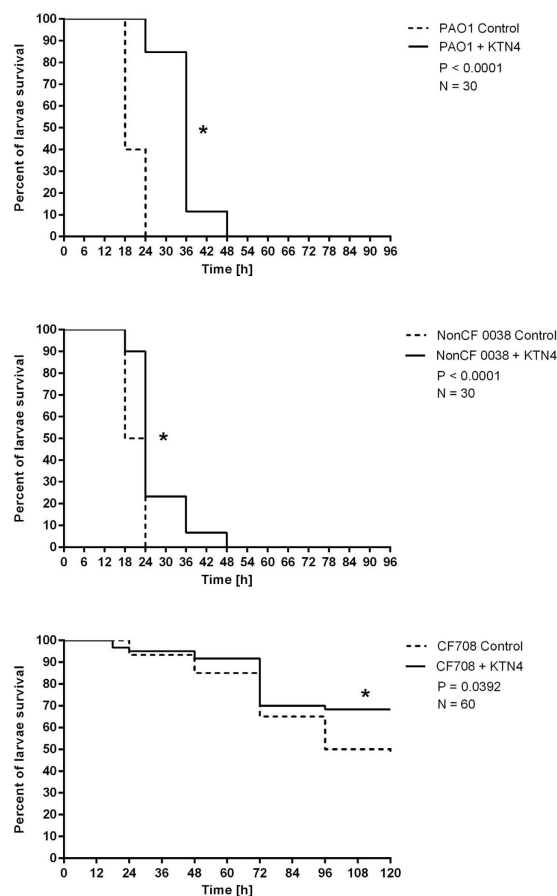 100
90
80
70
60
50
40
30
20
10
0
Percent of larvae survival
0 6 12 18 24 30 36 42 48 54 60 66 72 78 84 90 96
Time [h]
PAO1 Control
PAO1 + KTN4
P < 0.0001
N = 30
*
100
90
80
70
60
50
40
30
20
10
0
Percent of larvae survival
0 6 12 18 24 30 36 42 48 54 60 66 72 78 84 90 96
Time [h]
NonCF 0038 Control
NonCF 0038 + KTN4
P < 0.0001
N = 30
*
100
90
80
70
60
50
40
30
20
10
0
Percent of larvae survival
0 12 24 36 48 60 72 84 96 108 120
Time [h]
CF708 Control
CF708 + KTN4
P = 0.0392
N = 60
*